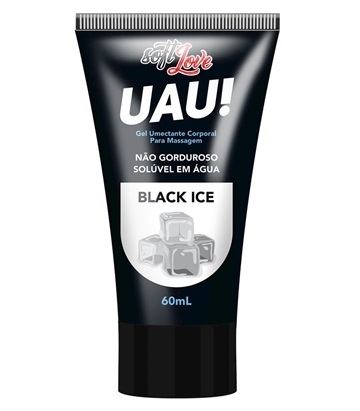 soft Love
UAU!
Gel Umectante Corporal
Para Massagem
NÃO GORDUROSO
SOLÚVEL EM ÁGUA
BLACK ICE
60mL